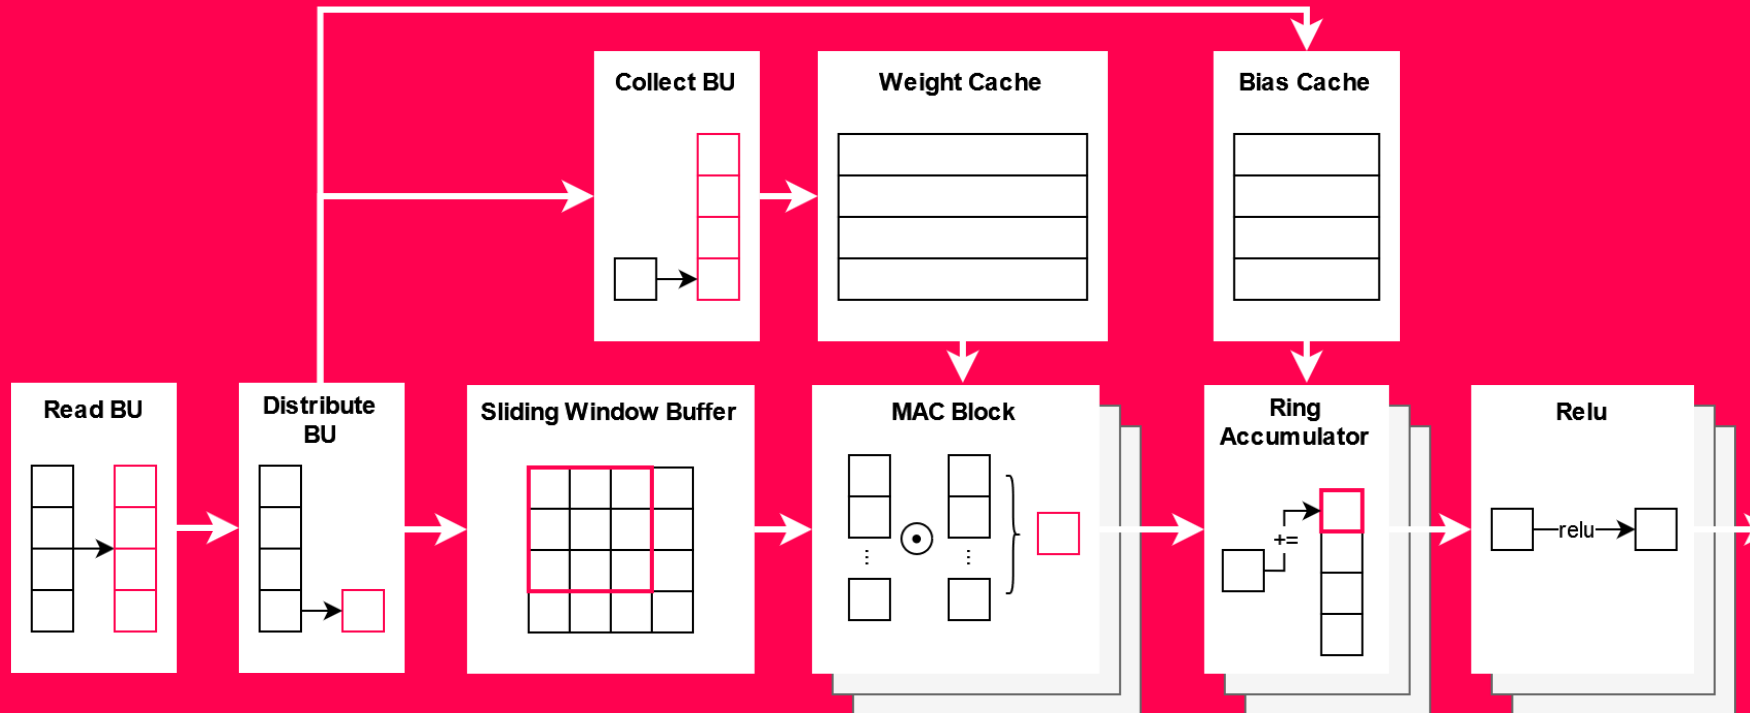 Collect BU
Weight Cache
Bias Cache
Read BU
Distribute
BU
Sliding Window Buffer
MAC Block
Ring
Accumulator
+=
Relu
relu